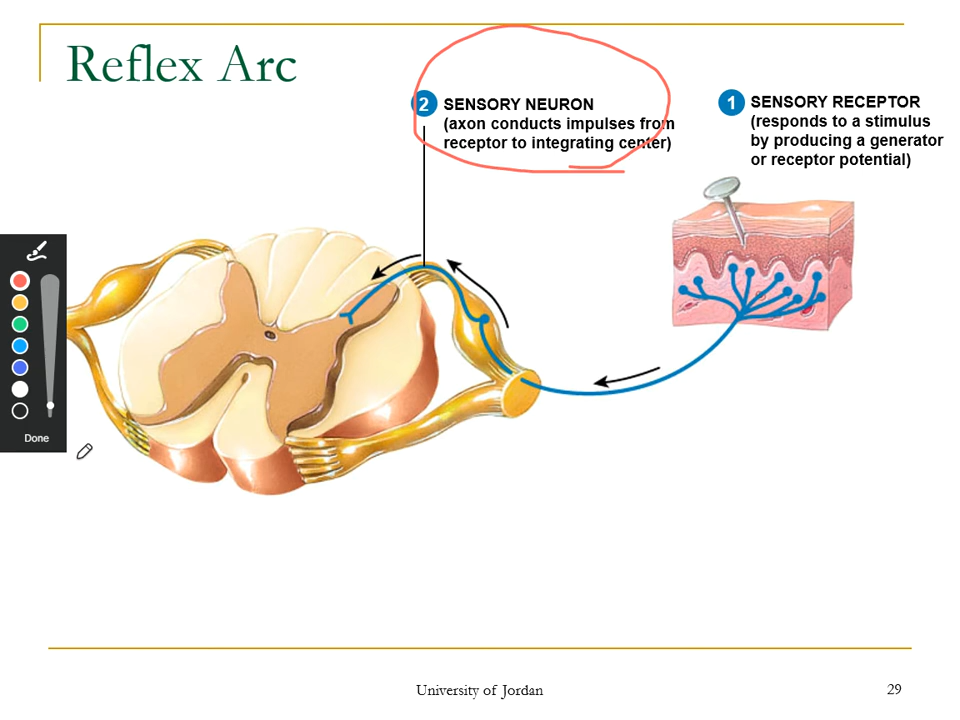 Reflex Arc
2 SENSORY NEURON
(axon conducts impulses from
receptor to integrating center)
1 SENSORY RECEPTOR
(responds to a stimulus
by producing a generator
or receptor potential)
Done
University of Jordan
29